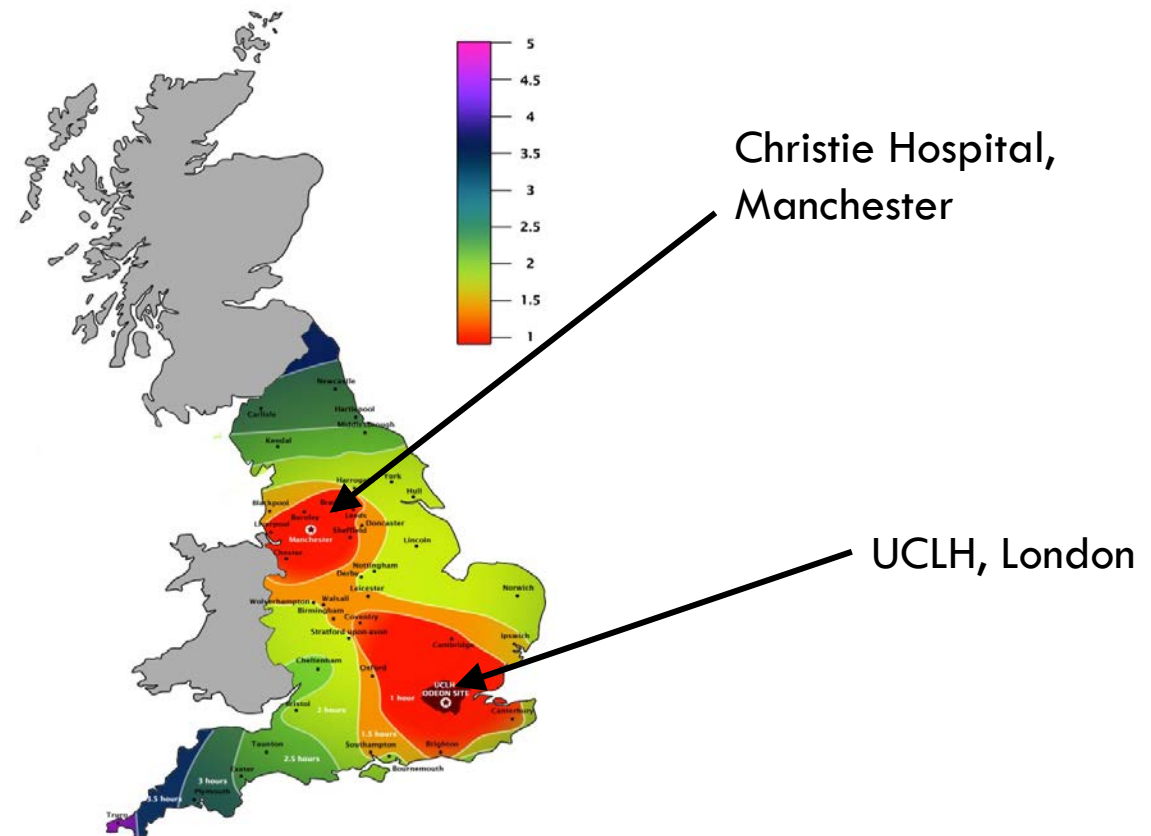 5
4.5
4
3.5
3
2.5
2
1.5
1
Christie Hospital,
Manchester
UCLH, London
Newcastle
Carlisle
Hartlepool
Middlesbrough
Kendal
York
Hull
Blackpool
Burnley
Leeds
Liverpool
Doncaster
Sheffield
Manchester
Lincoln
Chester
Nottingham
Derby
Leicester
Norwich
Wolverhampton
Walsall
Birmingham
Coventry
Stratford upon avon
Ipswich
Cambridge
Cheltenham
Oxford
UCLH
ODEON SITE
1 hour
Bristol
2 hours
Canterbury
1.5 hours
Southampton
Brighton
Taunton
2.5 hours
Bournemouth
Exeter
3 hours
Plymouth
3.5 hours
Truro